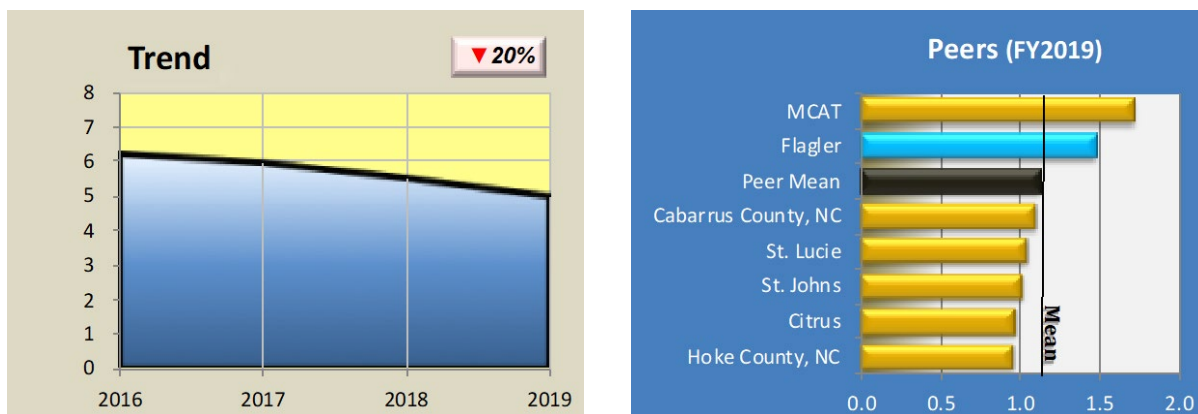 Trend
▼ 20%
8
7
6
5
4
3
2
1
0
2016 2017 2018 2019
Peers (FY2019)
MCAT
Flagler
Peer Mean
Cabarrus County, NC
St. Lucie
St. Johns
Citrus
Hoke County, NC
Mean
0.0 0.5 1.0 1.5 2.0